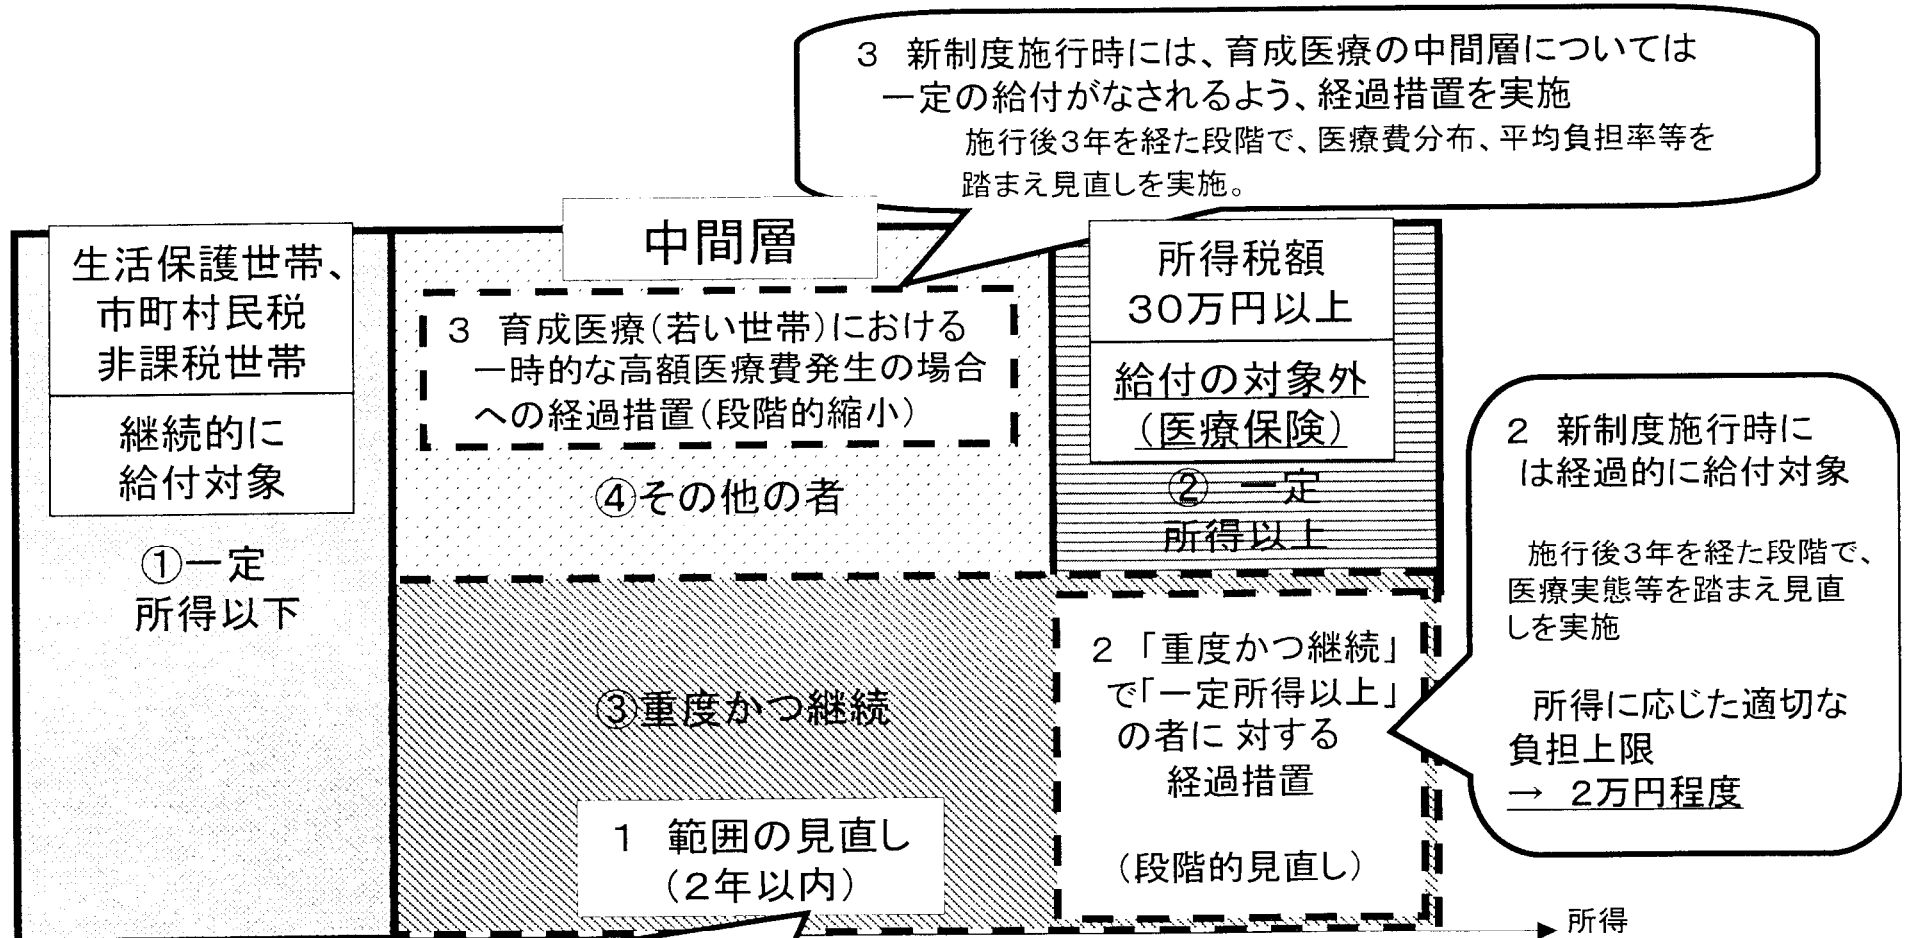 3 新制度施行時には、育成医療の中間層については
一定の給付がなされるよう、経過措置を実施
施行後3年を経た段階で、医療費分布、平均負担率等を
踏まえ見直しを実施。
生活保護世帯、
市町村民税
非課税世帯
継続的に
給付対象
①一定
所得以下
中間層
3 育成医療(若い世帯)における
一時的な高額医療費発生の場合
への経過措置(段階的縮小)
④その他の者
所得税額
30万円以上
給付の対象外
(医療保険)
② 一定
所得以上
③重度かつ継続
1 範囲の見直し
(2年以内)
2 「重度かつ継続」
で「一定所得以上」
の者に 対する
経過措置
(段階的見直し)
2 新制度施行時に
は経過的に給付対象
施行後3年を経た段階で、
医療実態等を踏まえ見直
しを実施
所得に応じた適切な
負担上限
→ 2万円程度
所得